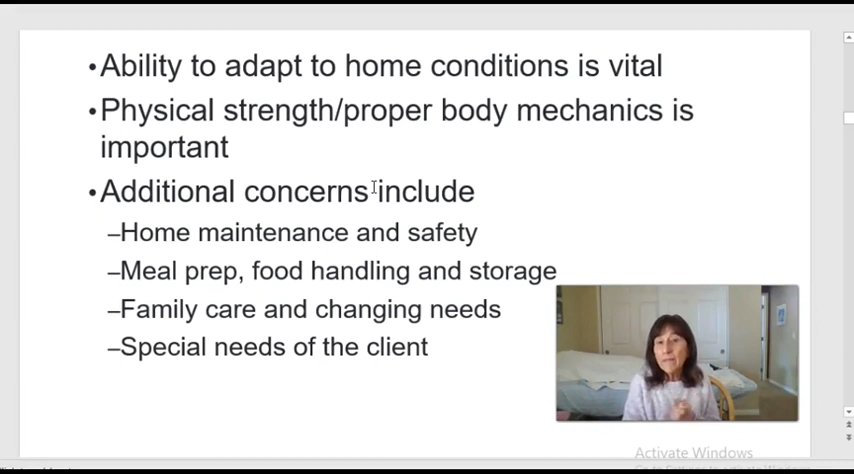 •Ability to adapt to home conditions is vital
•Physical strength/proper body mechanics is
important
•Additional concerns include
–Home maintenance and safety
–Meal prep, food handling and storage
–Family care and changing needs
–Special needs of the client
Activate Windows